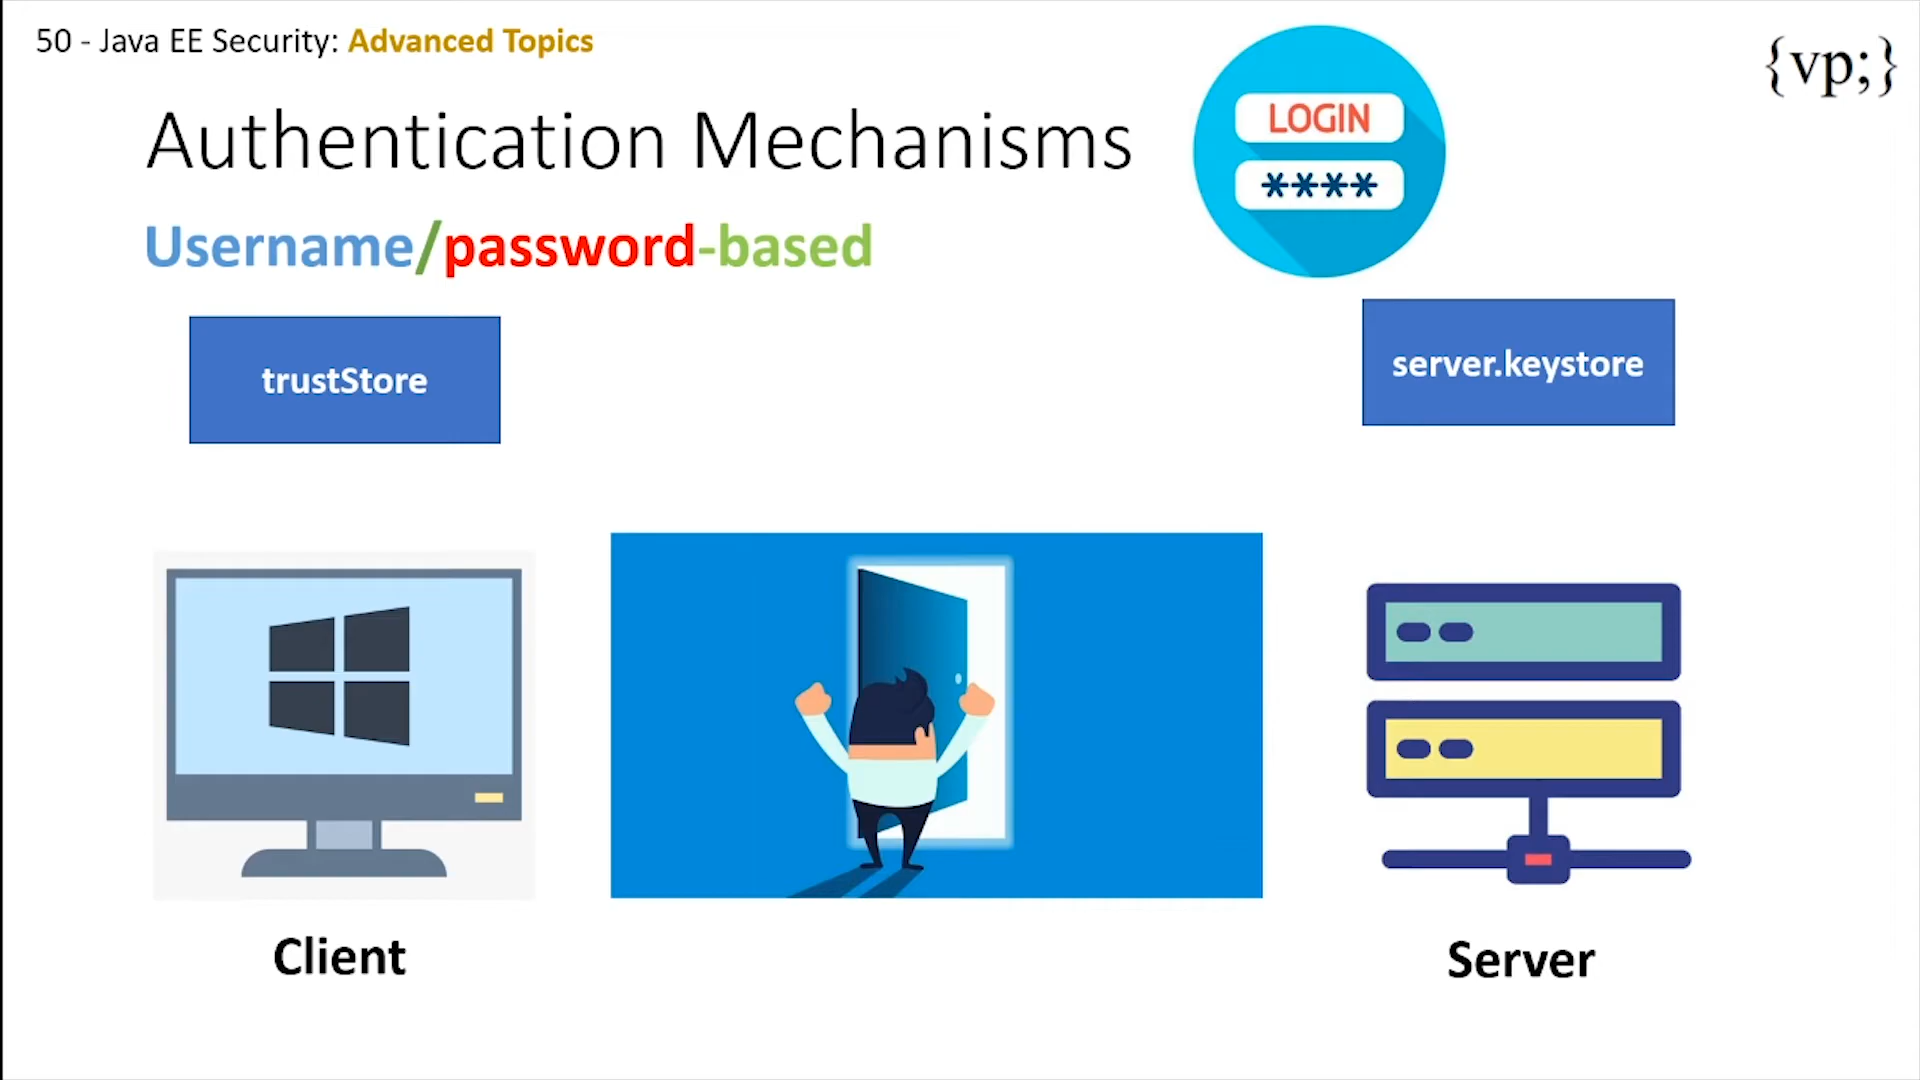 50 - Java EE Security: Advanced Topics
{vp;}
Authentication Mechanisms
LOGIN
****
Username/password-based
trustStore
server.keystore
Client
Server